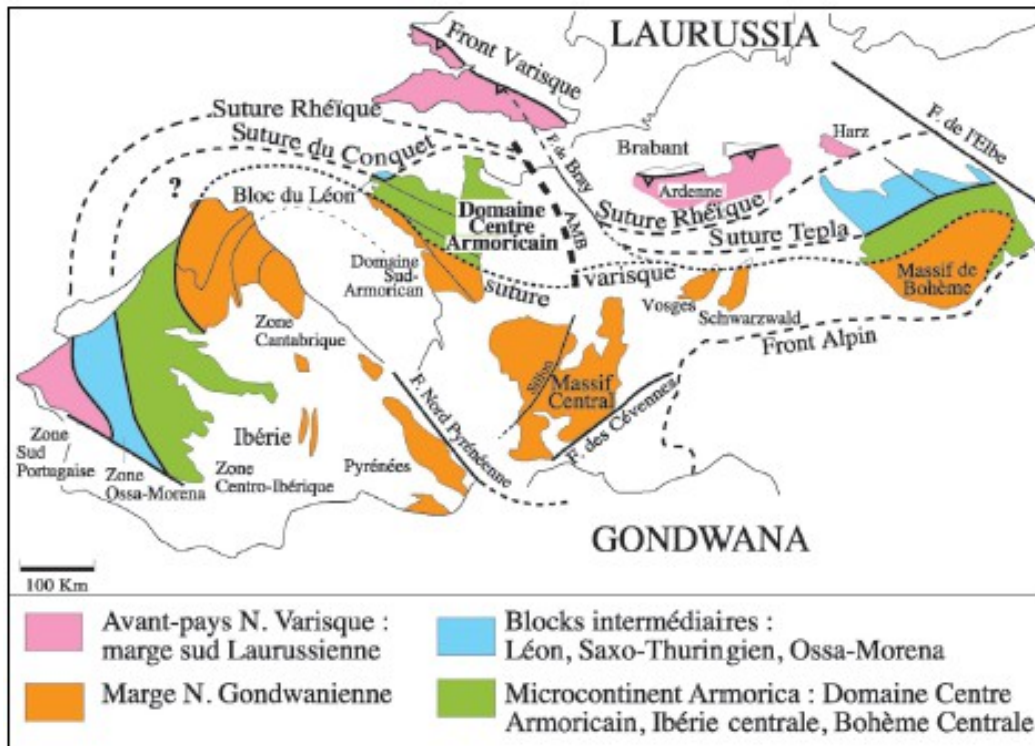 LAURUSSIA
Front Varisque
Suture Rhéïque
Suture du Conquet
?
Bloc du Léon
F. de Bray
Brabant
Ardenne
Harz
F. de l'Elbe
Domaine
Centre
Armoricain
AMB
Suture Rhéïque
Suture Tepla
Domaine
Sud-
Armorican
suture
varisque
Vosges
Schwarzwald
Massif de
Bohème
Front Alpin
Zone
Cantabrique
Sillon
Massif
Central
F. des Cévennes
F. Nord Pyrénéenne
Zone
Sud
Portugaise
Zone
Ossa-Morena
Ibérie
Zone
Centro-Ibérique
Pyrénées
GONDWANA
100 Km
Avant-pays N. Varisque :
marge sud Laurussienne
Marge N. Gondwanienne
Blocks intermédiaires :
Léon, Saxo-Thuringien, Ossa-Morena
Microcontinent Armorica : Domaine Centre
Armoricain, Ibérie centrale, Bohème Centrale